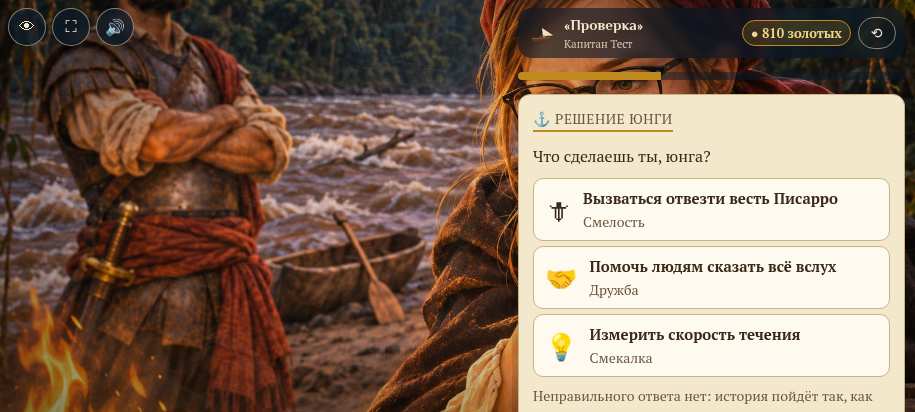 «Проверка»
Капитан Тест
● 810 золотых
⚓ РЕШЕНИЕ ЮНГИ
Что сделаешь ты, юнга?
Вызваться отвезти весть Писарро
Смелость
Помочь людям сказать всё вслух
Дружба
Измерить скорость течения
Смекалка
Неправильного ответа нет: история пойдёт так, как